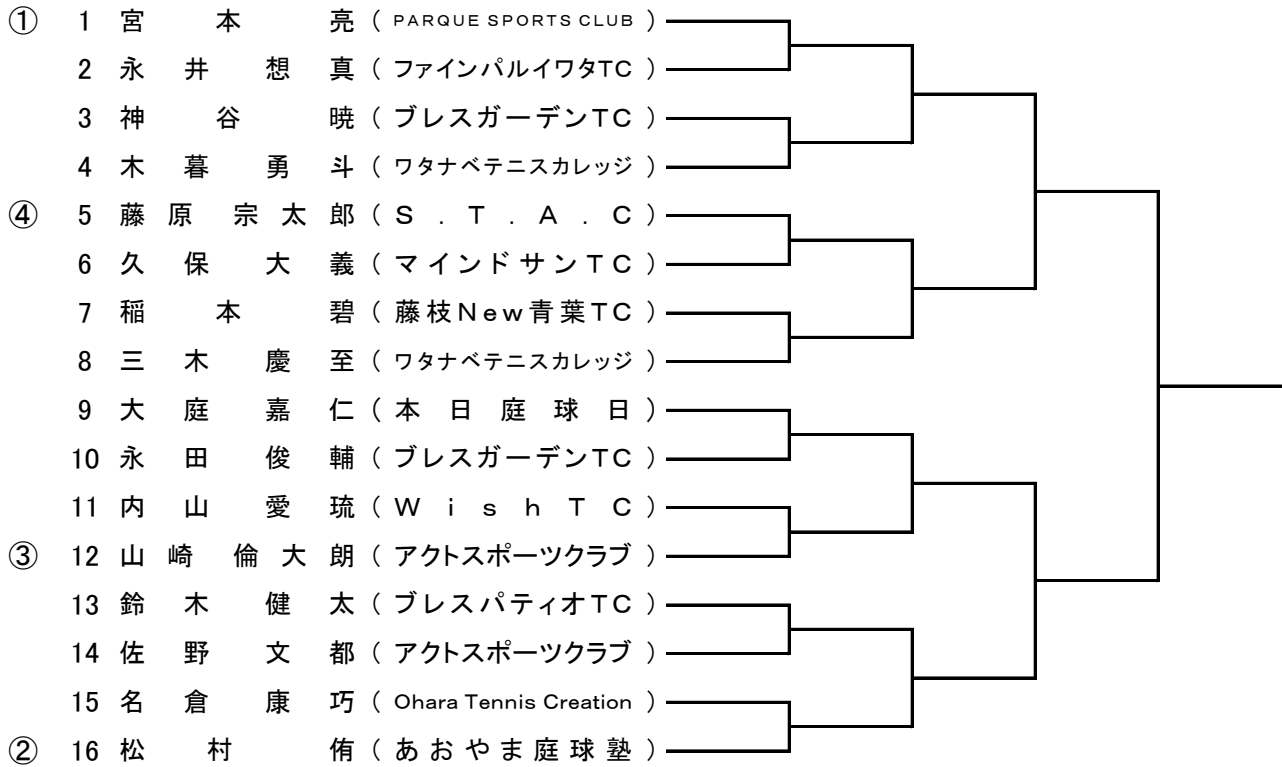 ① 1 宮本 亮 ( PARQUE SPORTS CLUB )
2 永井 想真 ( ファインパルイワタTC )
3 神谷 暁 ( ブレスガーデンTC )
4 木暮 勇斗 ( ワタナベテニスカレッジ )
④ 5 藤原 宗太郎 ( S.T.A.C )
6 久保 大義 ( マインドサンTC )
7 稲本 碧 ( 藤枝New青葉TC )
8 三木 慶至 ( ワタナベテニスカレッジ )
9 大庭 嘉仁 ( 本日庭球日 )
10 永田 俊輔 ( ブレスガーデンTC )
11 内山 愛琉 ( WishTC )
③ 12 山崎 倫大朗 ( アクトスポーツクラブ )
13 鈴木 健太 ( ブレスパティオTC )
14 佐野 文都 ( アクトスポーツクラブ )
15 名倉 康巧 ( Ohara Tennis Creation )
② 16 松村 侑 ( あおやま庭球塾 )